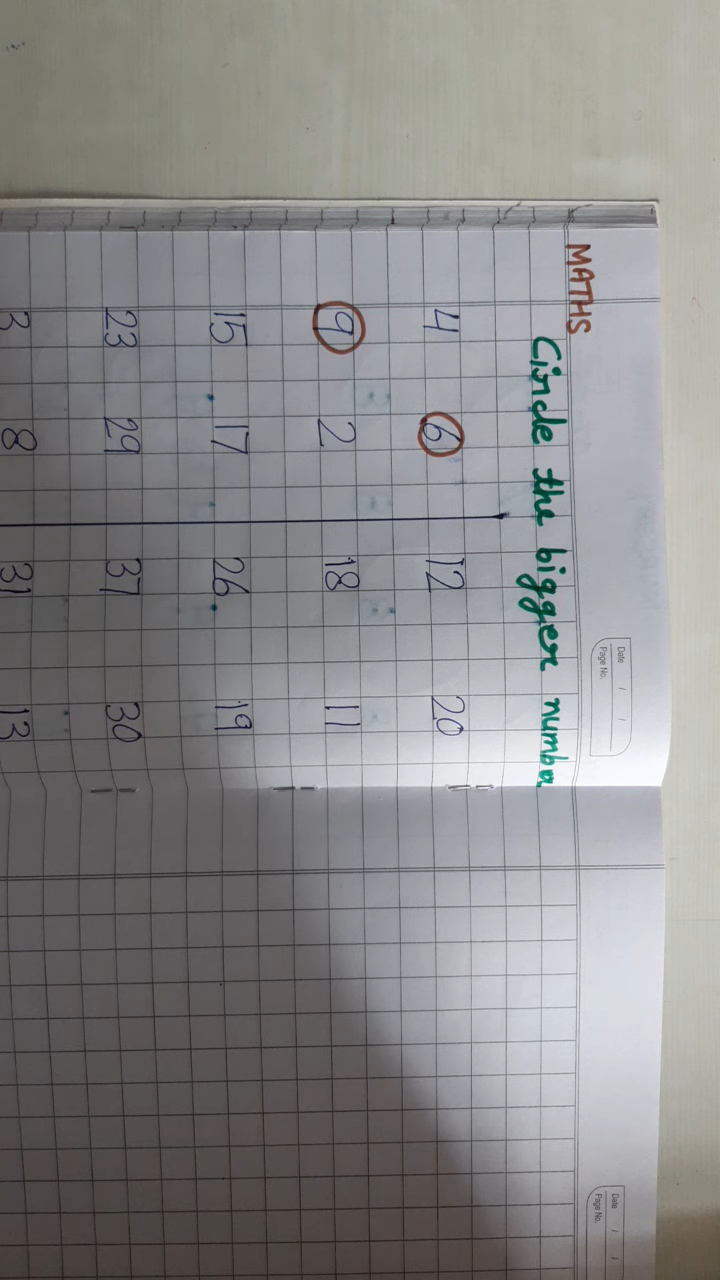 Date / /
Page No.
MATHS
Circle the bigger number
4 6 12 20
9 2 18 11
15 17 26 19
23 29 37 30
3 8 31 13
Date / /
Page No.